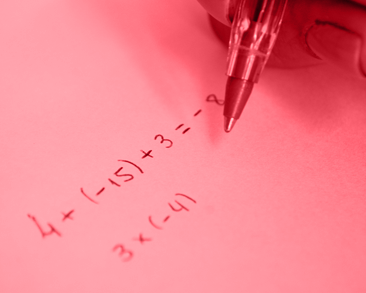 4 + (-15) + 3 = -8
3 × (-4)